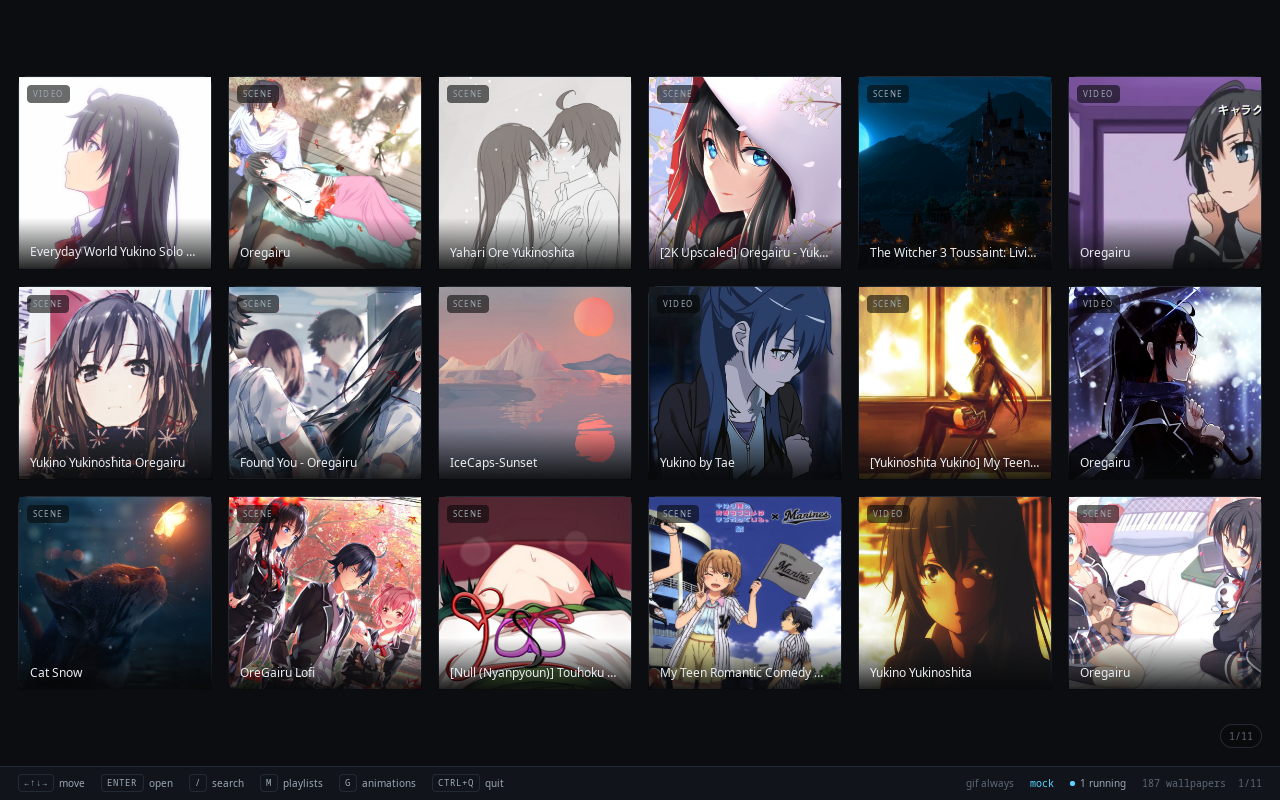 VIDEO
Everyday World Yukino Solo ...
SCENE
Oregairu
SCENE
Yahari Ore Yukinoshita
SCENE
[2K Upscaled] Oregairu - Yuk...
SCENE
The Witcher 3 Toussaint: Livi...
VIDEO
キャラク
Oregairu
SCENE
Yukino Yukinoshita Oregairu
SCENE
Found You - Oregairu
SCENE
IceCaps-Sunset
VIDEO
Yukino by Tae
SCENE
[Yukinoshita Yukino] My Teen...
VIDEO
Oregairu
SCENE
Cat Snow
SCENE
OreGairu Lofi
SCENE
[Null (Nyanpyoun)] Touhoku ...
SCENE
× Marines
Marines
My Teen Romantic Comedy ...
VIDEO
Yukino Yukinoshita
SCENE
Oregairu
1/11
←↑↓→ move ENTER open / search M playlists G animations CTRL+Q quit
gif always mock 1 running 187 wallpapers 1/11